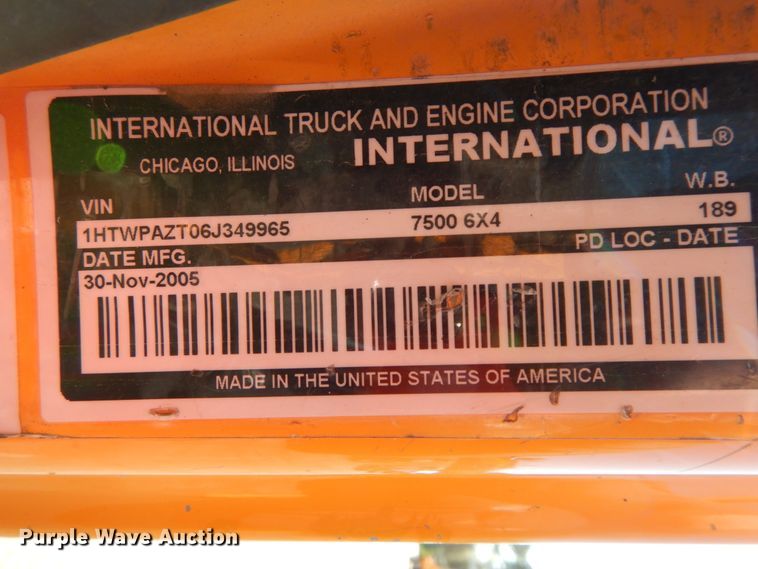 INTERNATIONAL TRUCK AND ENGINE CORPORATION
CHICAGO, ILLINOIS INTERNATIONAL®
VIN MODEL W.B.
1HTWPAZT06J349965 7500 6X4 189
DATE MFG. PD LOC - DATE
30-Nov-2005
MADE IN THE UNITED STATES OF AMERICA
Purple Wave Auction